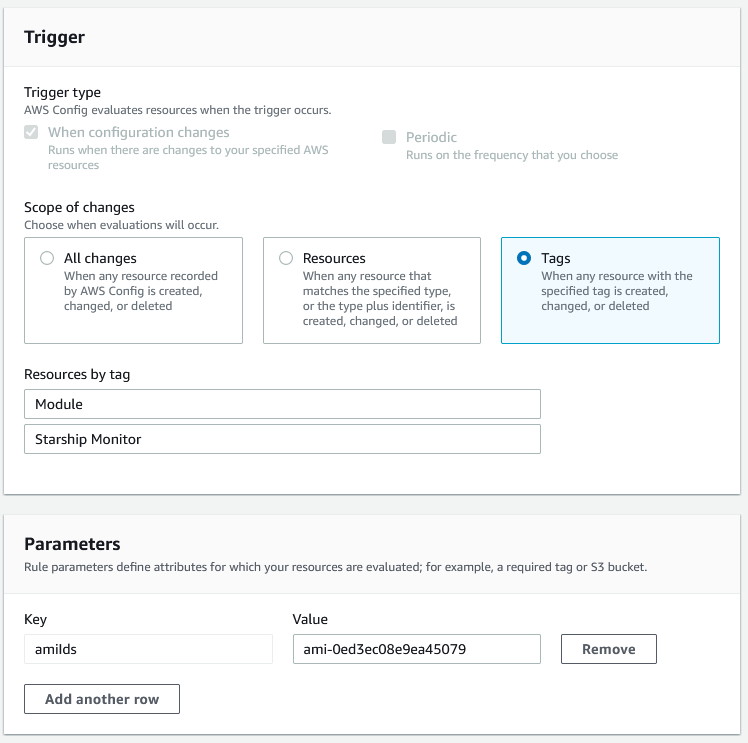 Trigger
Trigger type
AWS Config evaluates resources when the trigger occurs.
When configuration changes
Runs when there are changes to your specified AWS
resources
Periodic
Runs on the frequency that you choose
Scope of changes
Choose when evaluations will occur.
All changes
When any resource recorded
by AWS Config is created,
changed, or deleted
Resources
When any resource that
matches the specified type,
or the type plus identifier, is
created, changed, or deleted
Tags
When any resource with the
specified tag is created,
changed, or deleted
Resources by tag
Module
Starship Monitor
Parameters
Rule parameters define attributes for which your resources are evaluated; for example, a required tag or S3 bucket.
Key
Value
amiIds
ami-0ed3ec08e9ea45079
Remove
Add another row